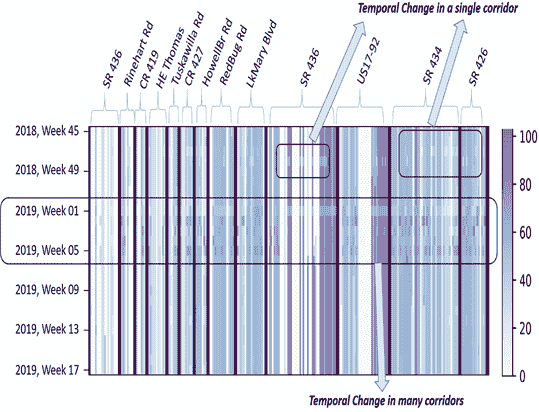 Temporal Change in a single corridor
SR 436
Rinehart Rd
CR 419
HE Thomas
Tuskawilla Rd
CR 427
HowellBr Rd
RedBug Rd
LkMary Blvd
SR 436
US17-92
SR 434
SR 426
2018, Week 45
2018, Week 49
2019, Week 01
2019, Week 05
2019, Week 09
2019, Week 13
2019, Week 17
100
80
60
40
20
0
Temporal Change in many corridors